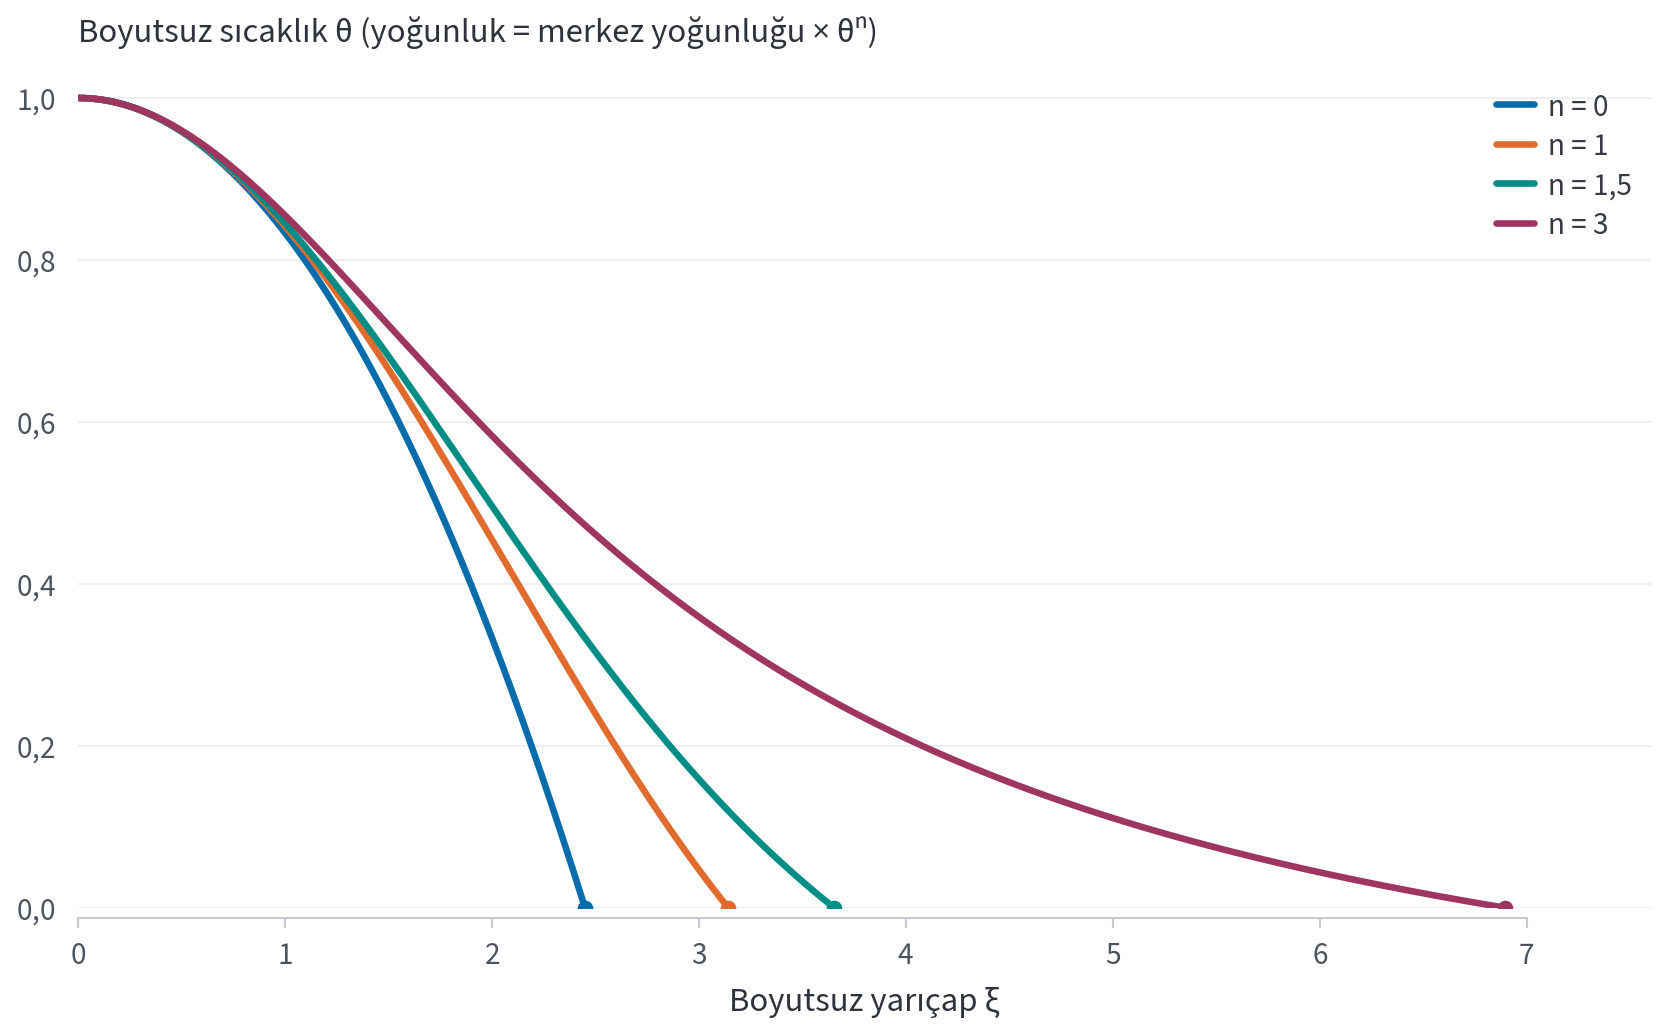 Boyutsuz sıcaklık θ (yoğunluk = merkez yoğunluğu × θⁿ)
1,0
0,8
0,6
0,4
0,2
0,0
n = 0
n = 1
n = 1,5
n = 3
0 1 2 3 4 5 6 7
Boyutsuz yarıçap ξ